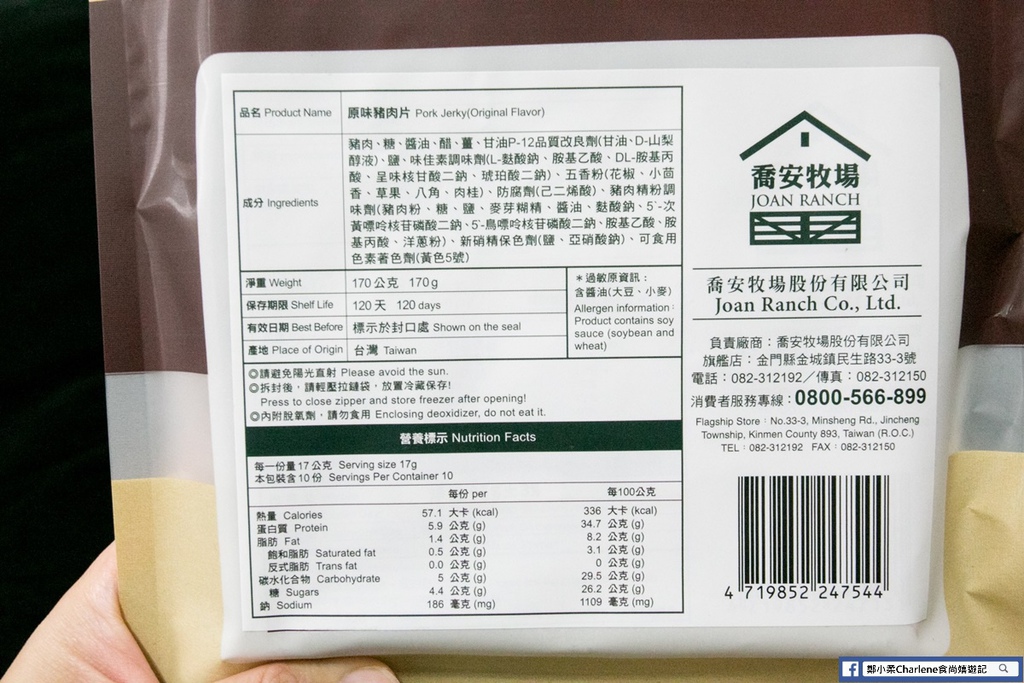 品名 Product Name 原味豬肉片 Pork Jerky(Original Flavor)
成分 Ingredients
豬肉、糖、醬油、醋、薑、甘油P-12品質改良劑(甘油、D-山梨
醇液)、鹽、味佳素調味劑(L-麩酸鈉、胺基乙酸、DL-胺基丙
酸、呈味核甘酸二鈉、琥珀酸二鈉)、五香粉(花椒、小茴
香、草果、八角、肉桂)、防腐劑(己二烯酸)、豬肉精粉調
味劑(豬肉粉、糖、鹽、麥芽糊精、醬油、麩酸鈉、5`-次
黃嘌呤核苷磷酸二鈉、5`-鳥嘌呤核苷磷酸二鈉、胺基乙酸、胺
基丙酸、洋蔥粉)、新硝精保色劑(鹽、亞硝酸鈉)、可食用
色素著色劑(黃色5號)
淨重 Weight 170公克 170g
保存期限 Shelf Life 120天 120 days
有效日期 Best Before 標示於封口處 Shown on the seal
產地 Place of Origin 台灣 Taiwan
＊過敏原資訊：
含醬油(大豆、小麥)
Allergen information：
Product contains soy
sauce (soybean and
wheat)
◎請避免陽光直射 Please avoid the sun.
◎拆封後，請輕壓拉鏈袋，放置冷藏保存!
Press to close zipper and store freezer after opening!
◎內附脫氧劑，請勿食用 Enclosing deoxidizer, do not eat it.
營養標示 Nutrition Facts
每一份量17公克 Serving size 17g
本包裝含10份 Servings Per Container 10
每份 per 每100公克
熱量 Calories 57.1 大卡 (kcal) 336 大卡 (kcal)
蛋白質 Protein 5.9 公克 (g) 34.7 公克 (g)
脂肪 Fat 1.4 公克 (g) 8.2 公克 (g)
飽和脂肪 Saturated fat 0.5 公克 (g) 3.1 公克 (g)
反式脂肪 Trans fat 0.0 公克 (g) 0 公克 (g)
碳水化合物 Carbohydrate 5 公克 (g) 29.5 公克 (g)
糖 Sugars 4.4 公克 (g) 26.2 公克 (g)
鈉 Sodium 186 毫克 (mg) 1109 毫克 (mg)
喬安牧場
JOAN RANCH
喬安牧場股份有限公司
Joan Ranch Co., Ltd.
負責廠商：喬安牧場股份有限公司
旗艦店：金門縣金城鎮民生路33-3號
電話：082-312192／傳真：082-312150
消費者服務專線：0800-566-899
Flagship Store：No.33-3, Minsheng Rd., Jincheng
Township, Kinmen County 893, Taiwan (R.O.C.)
TEL：082-312192 FAX：082-312150
4 719852 247544
f 鄭小柔Charlene食尚嬉遊記